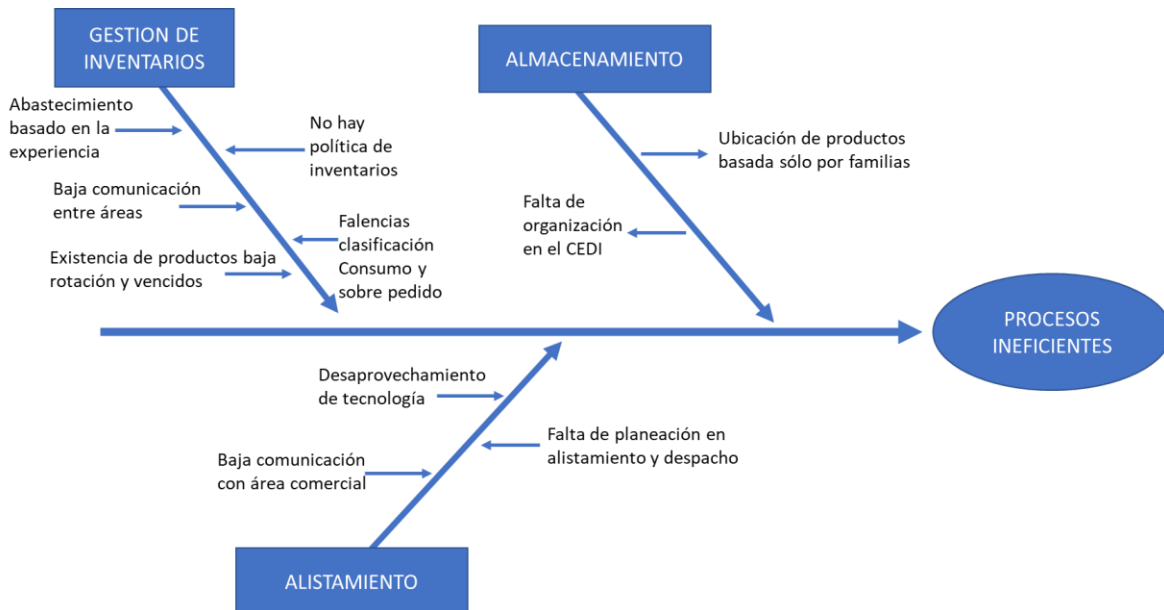 GESTION DE
INVENTARIOS
ALMACENAMIENTO
Abastecimiento
basado en la
experiencia
No hay
política de
inventarios
Baja comunicación
entre áreas
Falencias
clasificación
Consumo y
sobre pedido
Existencia de productos baja
rotación y vencidos
Ubicación de productos
basada sólo por familias
Falta de
organización
en el CEDI
PROCESOS
INEFICIENTES
Desaprovechamiento
de tecnología
Falta de planeación en
alistamiento y despacho
Baja comunicación
con área comercial
ALISTAMIENTO